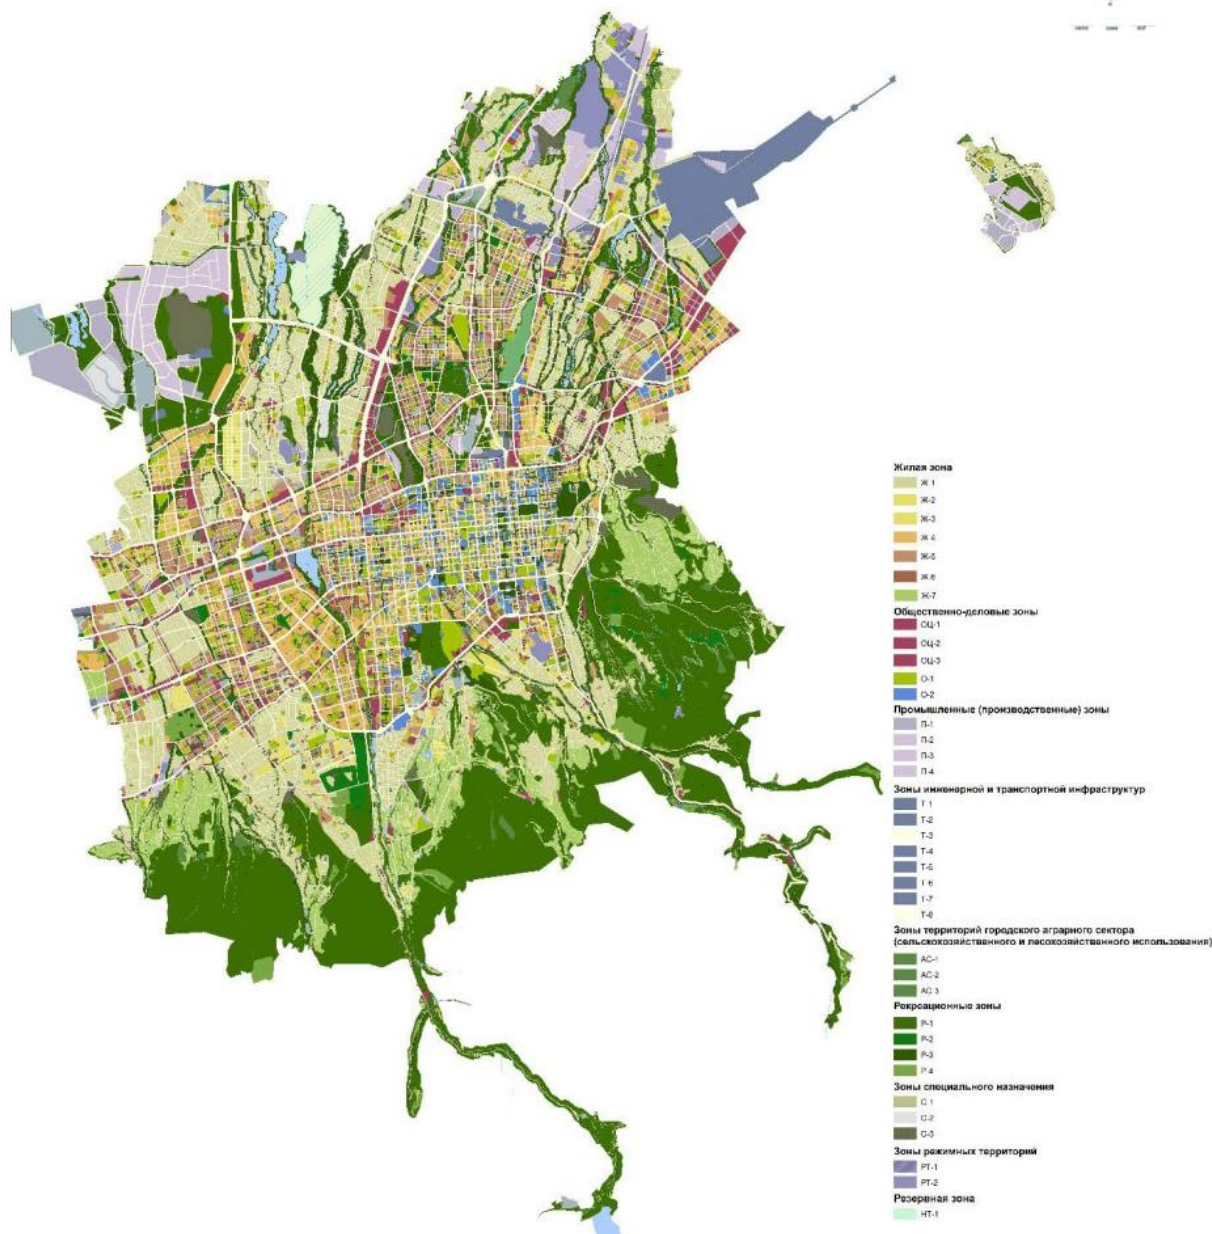 Жилая зона
Ж-1
Ж-2
Ж-3
Ж-4
Ж-5
Ж-6
Ж-7
Общественно-деловые зоны
ОЦ-1
ОЦ-2
ОЦ-3
О-1
О-2
Промышленные (производственные) зоны
П-1
П-2
П-3
П-4
Зоны инженерной и транспортной инфраструктур
Т-1
Т-2
Т-3
Т-4
Т-5
Т-6
Т-7
Т-8
Зоны территорий городского аграрного сектора
(сельскохозяйственного и лесохозяйственного использования)
АС-1
АС-2
АС-3
Рекреационные зоны
Р-1
Р-2
Р-3
Р-4
Зоны специального назначения
С-1
С-2
С-3
Зоны режимных территорий
РТ-1
РТ-2
Резервная зона
НТ-1